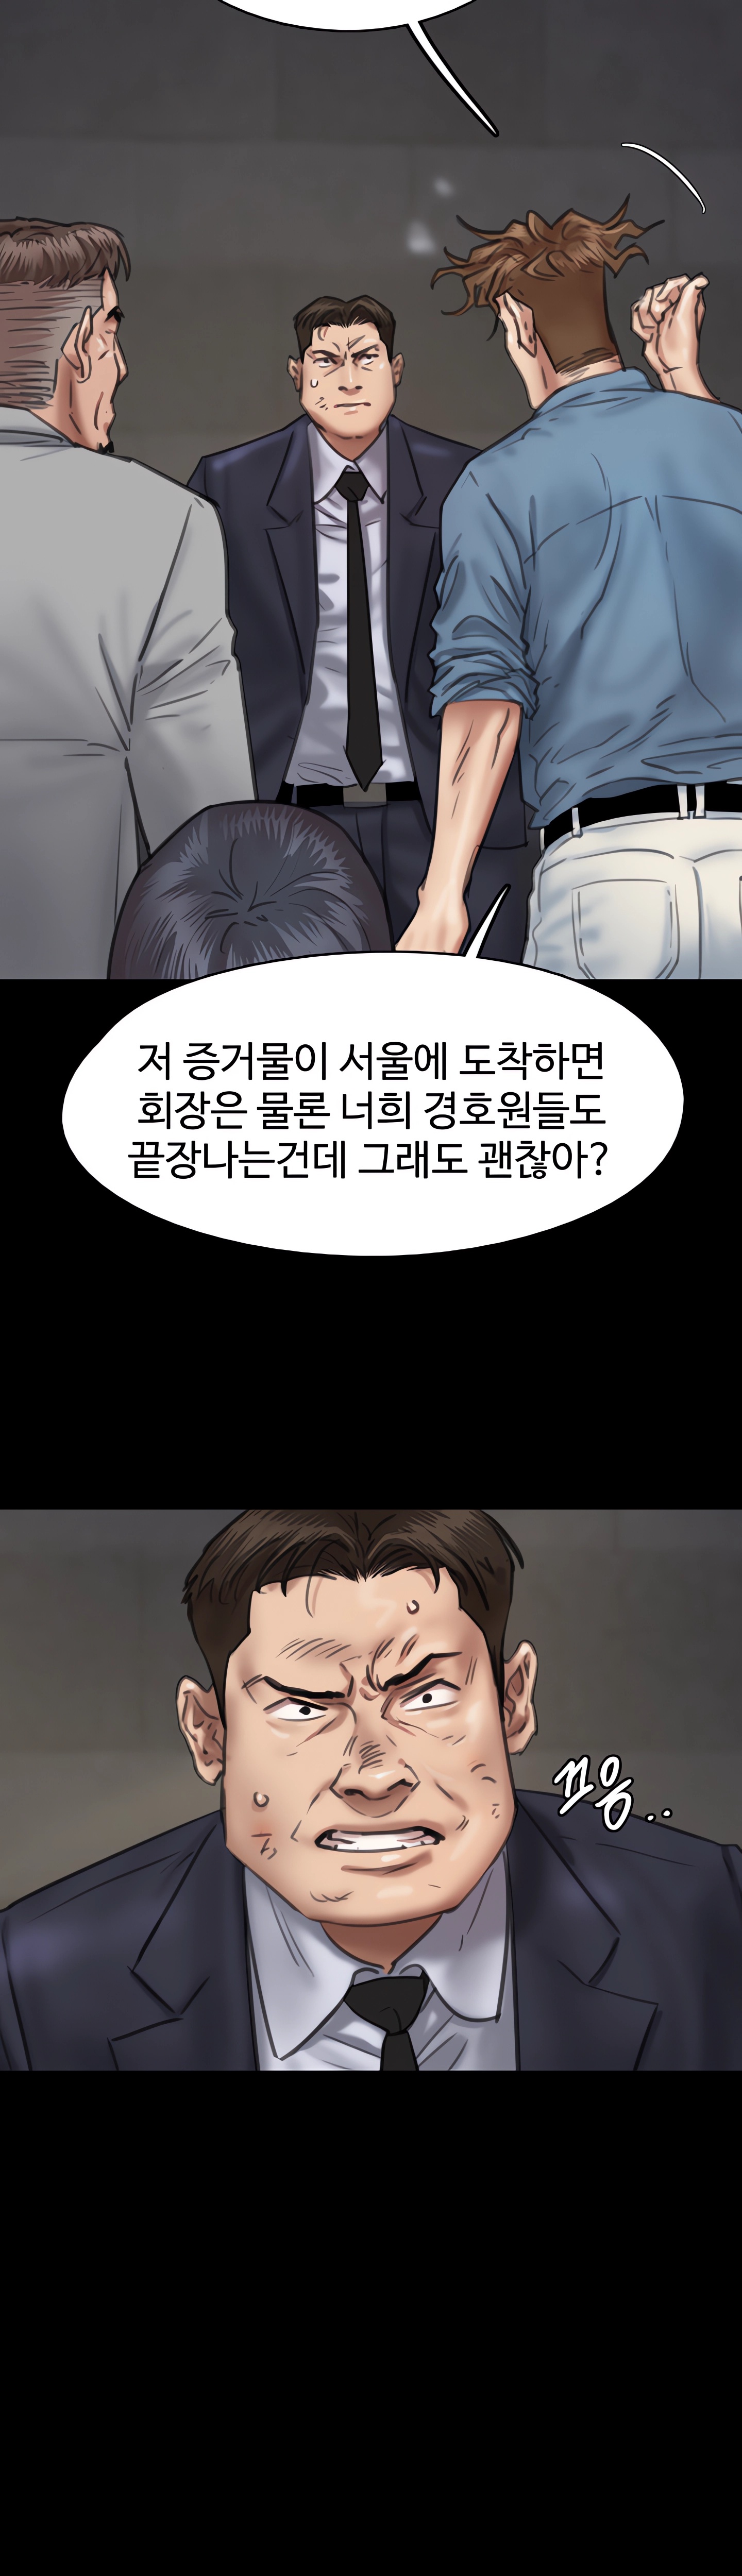 저 증거물이 서울에 도착하면
회장은 물론 너희 경호원들도
끝장나는건데 그래도 괜찮아?
끄응..